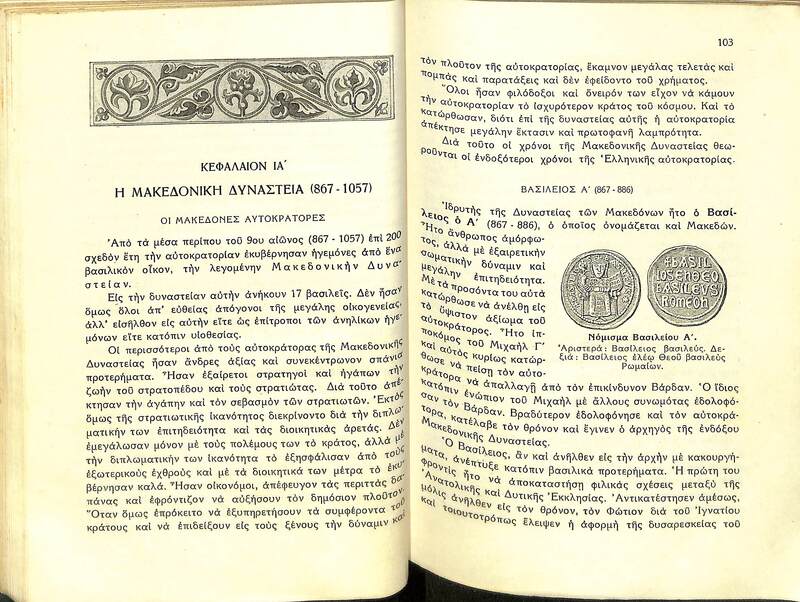 ΚΕΦΑΛΑΙΟΝ ΙΑ΄
Η ΜΑΚΕΔΟΝΙΚΗ ΔΥΝΑΣΤΕΙΑ (867 - 1057)
ΟΙ ΜΑΚΕΔΟΝΕΣ ΑΥΤΟΚΡΑΤΟΡΕΣ
Ἀπὸ τὰ μέσα περίπου τοῦ 9ου αἰῶνος (867 - 1057) ἐπὶ 200
σχεδὸν ἔτη τὴν αὐτοκρατορίαν ἐκυβέρνησαν ἡγεμόνες ἀπὸ ἕνα
βασιλικὸν οἶκον, τὴν λεγομένην Μακεδονικὴν Δυνα-
στείαν.
Εἰς τὴν δυναστείαν αὐτὴν ἀνήκουν 17 βασιλεῖς. Δὲν ἦσαν
ὅμως ὅλοι ἀπ᾽ εὐθείας ἀπόγονοι τῆς μεγάλης οἰκογενείας,
ἀλλ᾽ εἰσῆλθον εἰς αὐτὴν εἴτε ὡς ἐπίτροποι τῶν ἀνηλίκων ἡγε-
μόνων εἴτε κατόπιν υἱοθεσίας.
Οἱ περισσότεροι ἀπὸ τοὺς αὐτοκράτορας τῆς Μακεδονικῆς
Δυναστείας ἦσαν ἄνδρες ἀξίας καὶ συνεκέντρωνον σπάνια
προτερήματα. Ἦσαν ἐξαίρετοι στρατηγοὶ καὶ ἠγάπων τὴν
ζωὴν τοῦ στρατοπέδου καὶ τοὺς στρατιώτας. Διὰ τοῦτο ἀπέ-
κτησαν τὴν ἀγάπην καὶ τὸν σεβασμὸν τῶν στρατιωτῶν. Ἐκτὸς
ὅμως τῆς στρατιωτικῆς ἱκανότητος διεκρίνοντο διὰ τὴν διπλω-
ματικήν των ἐπιτηδειότητα καὶ τὰς διοικητικὰς ἀρετάς. Δὲν
ἐμεγάλωσαν μόνον μὲ τοὺς πολέμους των τὸ κράτος, ἀλλὰ μὲ
τὴν διπλωματικήν των ἱκανότητα τὸ ἐξησφάλισαν ἀπὸ τοὺς
ἐξωτερικοὺς ἐχθροὺς καὶ μὲ τὰ διοικητικά των μέτρα τὸ ἐκυ-
βέρνησαν καλά. Ἦσαν οἰκονόμοι, ἀπέφευγον τὰς περιττὰς δα-
πάνας καὶ ἐφρόντιζον νὰ αὐξήσουν τὸν δημόσιον πλοῦτον.
Ὅταν ὅμως ἐπρόκειτο νὰ ἐξυπηρετήσουν τὰ συμφέροντα τοῦ
κράτους καὶ νὰ ἐπιδείξουν εἰς τοὺς ξένους τὴν δύναμιν καὶ
103
τὸν πλοῦτον τῆς αὐτοκρατορίας, ἔκαμνον μεγάλας τελετὰς καὶ
πομπὰς καὶ παρατάξεις καὶ δὲν ἐφείδοντο τοῦ χρήματος.
Ὅλοι ἦσαν φιλόδοξοι καὶ ὄνειρόν των εἶχον νὰ κάμουν
τὴν αὐτοκρατορίαν τὸ ἰσχυρότερον κράτος τοῦ κόσμου. Καὶ τὸ
κατώρθωσαν, διότι ἐπὶ τῆς δυναστείας αὐτῆς ἡ αὐτοκρατορία
ἀπέκτησε μεγάλην ἔκτασιν καὶ πρωτοφανῆ λαμπρότητα.
Διὰ τοῦτο οἱ χρόνοι τῆς Μακεδονικῆς Δυναστείας θεω-
ροῦνται οἱ ἐνδοξότεροι χρόνοι τῆς Ἑλληνικῆς αὐτοκρατορίας.
ΒΑΣΙΛΕΙΟΣ Α΄ (867 - 886)
Ἱδρυτὴς τῆς Δυναστείας τῶν Μακεδόνων ἦτο ὁ Βασί-
λειος ὁ Α΄ (867 - 886), ὁ ὁποῖος ὀνομάζεται καὶ Μακεδών.
Ἦτο ἄνθρωπος ἀμόρφω-
τος, ἀλλὰ μὲ ἐξαιρετικὴν
σωματικὴν δύναμιν καὶ
μεγάλην ἐπιτηδειότητα.
Μὲ τὰ προσόντα του αὐτὰ
κατώρθωσε νὰ ἀνέλθῃ εἰς
τὸ ὕψιστον ἀξίωμα τοῦ
αὐτοκράτορος. Ἦτο ἱπ-
ποκόμος τοῦ Μιχαὴλ Γ΄
καὶ αὐτὸς κυρίως κατώρ-
θωσε νὰ πείσῃ τὸν αὐτο-
κράτορα νὰ ἀπαλλαγῇ ἀπὸ τὸν ἐπικίνδυνον Βάρδαν. Ὁ ἴδιος
κατόπιν ἐνώπιον τοῦ Μιχαὴλ μὲ ἄλλους συνωμότας ἐδολοφό-
νησαν τὸν Βάρδαν. Βραδύτερον ἐδολοφόνησε καὶ τὸν αὐτοκρά-
τορα, κατέλαβε τὸν θρόνον καὶ ἔγινεν ὁ ἀρχηγὸς τῆς ἐνδόξου
Μακεδονικῆς Δυναστείας.
+BASIL
IOSEҺӨEO
bASILEVS
ROMEOҺ
Νόμισμα Βασιλείου Α΄.
Ἀριστερά: Βασίλειος βασιλεύς. Δε-
ξιά: Βασίλειος ἐλέῳ Θεοῦ βασιλεὺς
Ρωμαίων.
Ὁ Βασίλειος, ἂν καὶ ἀνῆλθεν εἰς τὴν ἀρχὴν μὲ κακουργή-
ματα, ἀνέπτυξε κατόπιν βασιλικὰ προτερήματα. Ἡ πρώτη του
φροντὶς ἦτο νὰ ἀποκαταστήσῃ φιλικὰς σχέσεις μεταξὺ τῆς
Ἀνατολικῆς καὶ Δυτικῆς Ἐκκλησίας. Ἀντικατέστησεν ἀμέσως,
μόλις ἀνῆλθεν εἰς τὸν θρόνον, τὸν Φώτιον διὰ τοῦ Ἰγνατίου
καὶ τοιουτοτρόπως ἔλειψεν ἡ ἀφορμὴ τῆς δυσαρεσκείας τοῦ